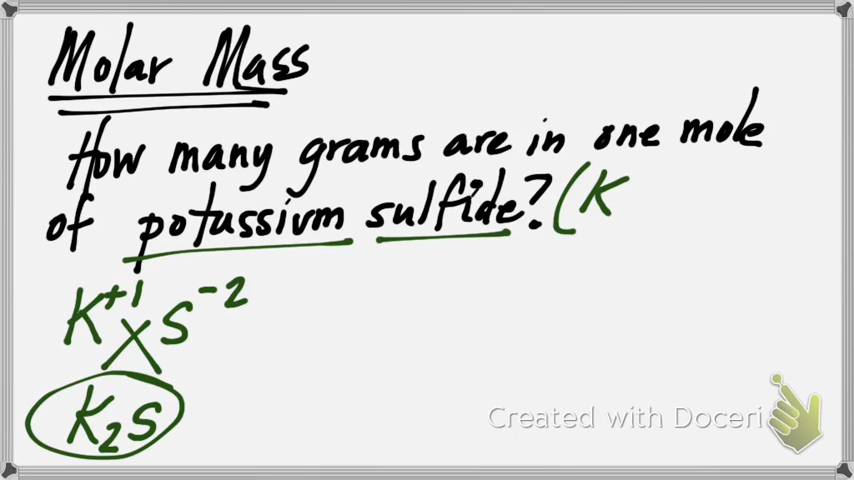 Molar Mass
How many grams are in one mole
of potassium sulfide? (K
K+1 S-2
K2S
Created with Doceri